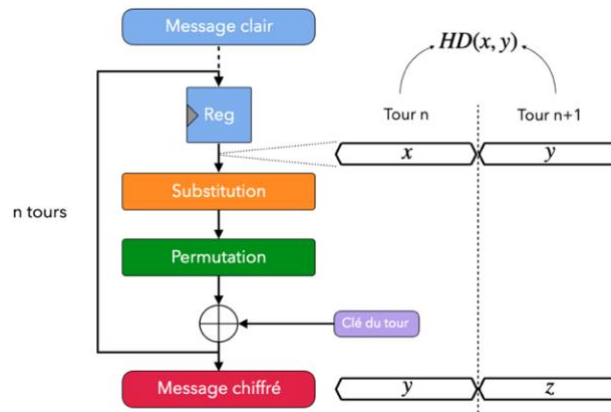 Message clair
HD(x, y)
Tour n
Tour n+1
Reg
x
y
Substitution
n tours
Permutation
Clé du tour
Message chiffré
y
z